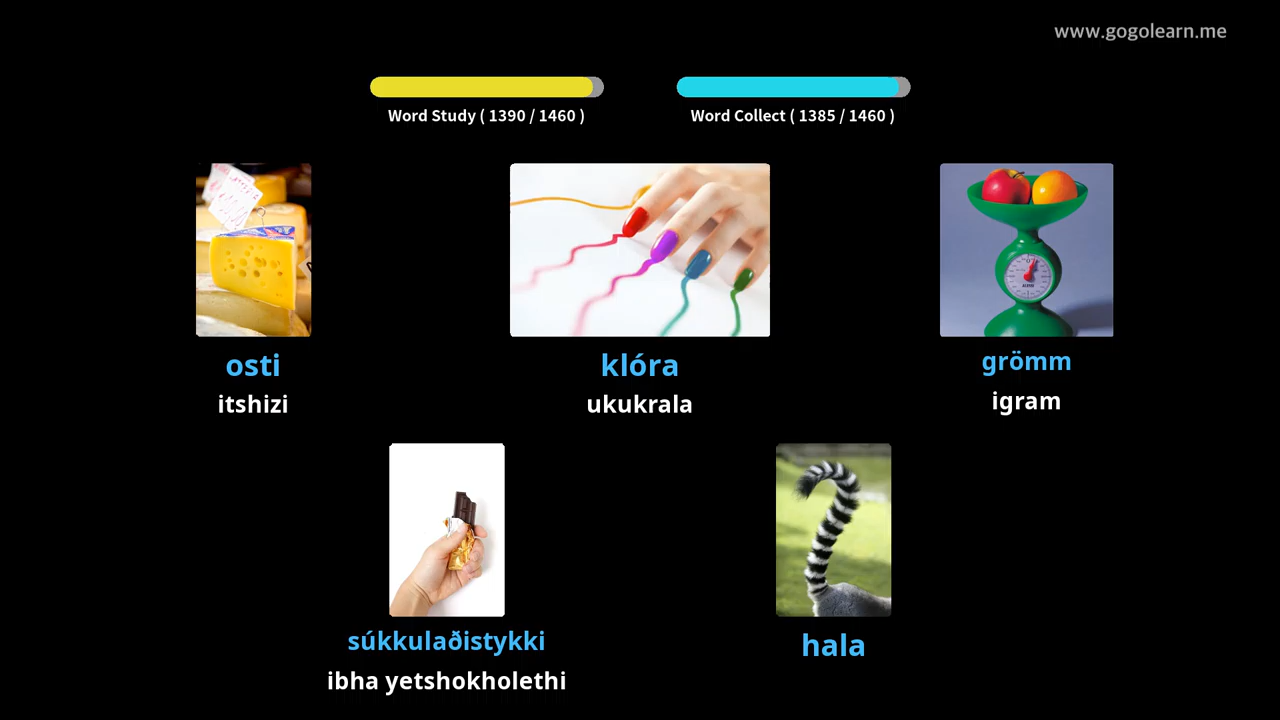 www.gogolearn.me
Word Study ( 1390 / 1460 )
Word Collect ( 1385 / 1460 )
osti
itshizi
klóra
ukukrala
grömm
igram
súkkulaðistykki
ibha yetshokholethi
hala